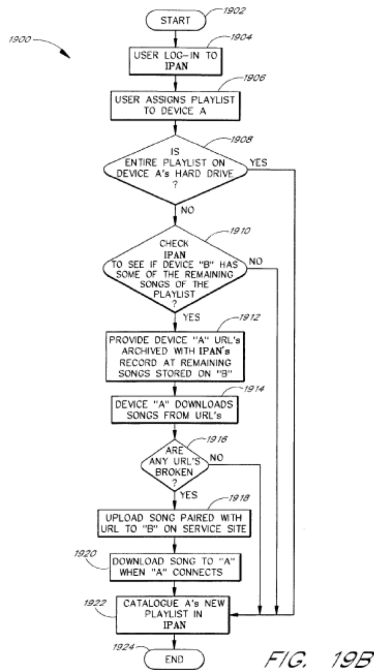 1902
START
1900
1904
USER LOG-IN TO
IPAN
1906
USER ASSIGNS PLAYLIST
TO DEVICE A
1908
IS
ENTIRE PLAYLIST ON
DEVICE A's HARD DRIVE
?
YES
NO
1910
CHECK
IPAN
TO SEE IF DEVICE "B" HAS
SOME OF THE REMAINING
SONGS OF THE
PLAYLIST
?
NO
YES
1912
PROVIDE DEVICE "A" URL's
ARCHIVED WITH IPAN's
RECORD AT REMAINING
SONGS STORED ON "B"
1914
DEVICE "A" DOWNLOADS
SONGS FROM URL's
1916
ARE
ANY URL'S
BROKEN
?
NO
YES
1918
UPLOAD SONG PAIRED WITH
URL TO "B" ON SERVICE SITE
1920
DOWNLOAD SONG TO "A"
WHEN "A" CONNECTS
1922
CATALOGUE A's NEW
PLAYLIST IN
IPAN
1924
END
FIG. 19B